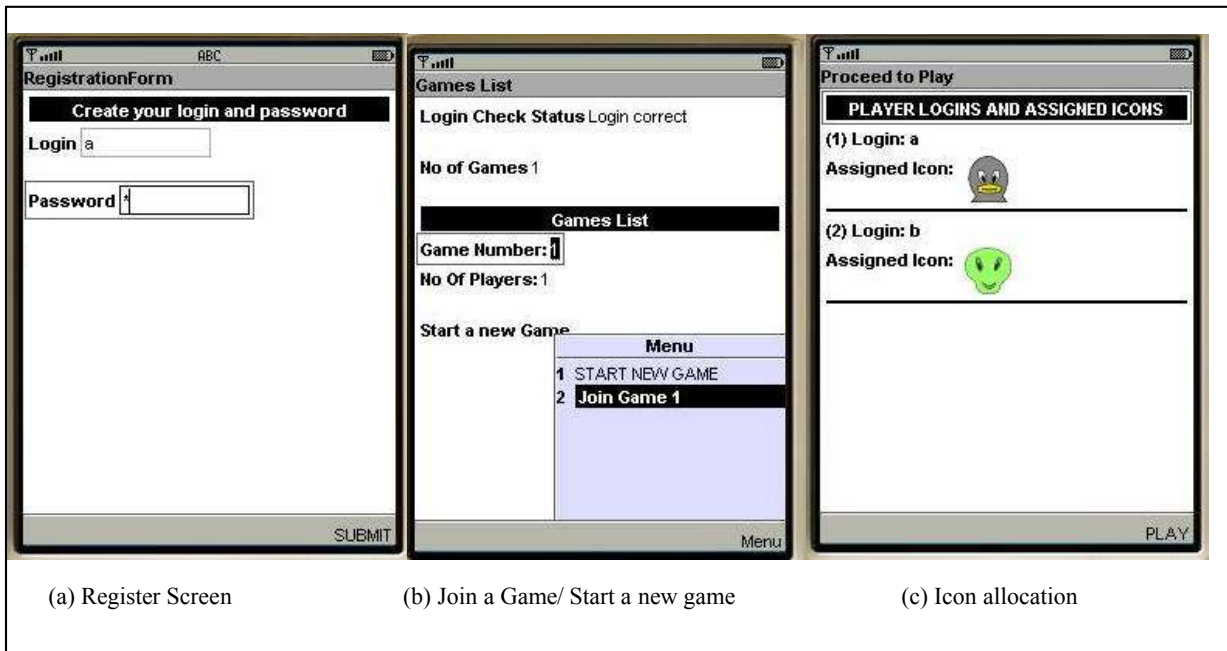 ABC
RegistrationForm
Create your login and password
Login a
Password *
SUBMIT
Games List
Login Check Status Login correct
No of Games 1
Games List
Game Number: 1
No Of Players: 1
Start a new Game
Menu
1 START NEW GAME
2 Join Game 1
Menu
Proceed to Play
PLAYER LOGINS AND ASSIGNED ICONS
(1) Login: a
Assigned Icon:
(2) Login: b
Assigned Icon:
PLAY
(a) Register Screen
(b) Join a Game/ Start a new game
(c) Icon allocation